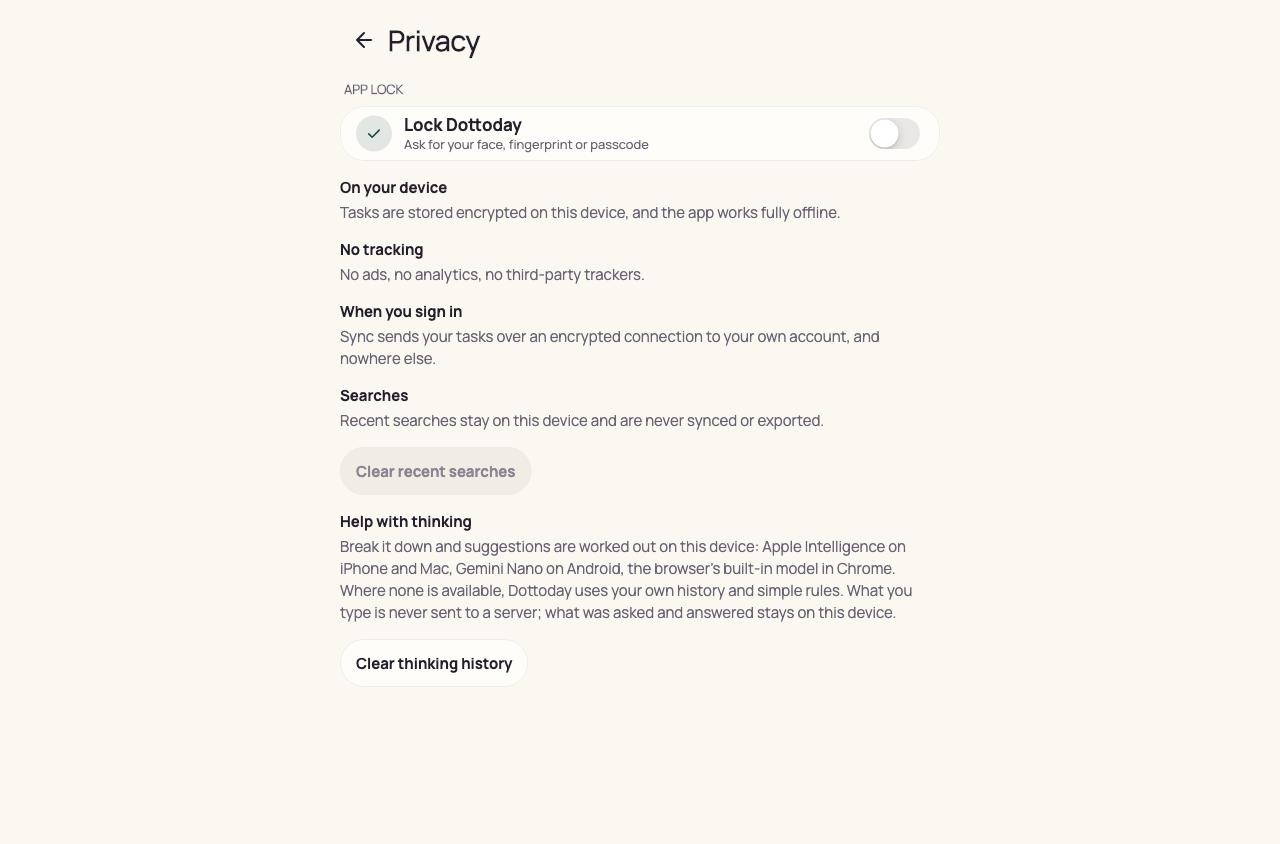 Privacy
APP LOCK
Lock Dottoday
Ask for your face, fingerprint or passcode
On your device
Tasks are stored encrypted on this device, and the app works fully offline.
No tracking
No ads, no analytics, no third-party trackers.
When you sign in
Sync sends your tasks over an encrypted connection to your own account, and
nowhere else.
Searches
Recent searches stay on this device and are never synced or exported.
Clear recent searches
Help with thinking
Break it down and suggestions are worked out on this device: Apple Intelligence on
iPhone and Mac, Gemini Nano on Android, the browser's built-in model in Chrome.
Where none is available, Dottoday uses your own history and simple rules. What you
type is never sent to a server; what was asked and answered stays on this device.
Clear thinking history